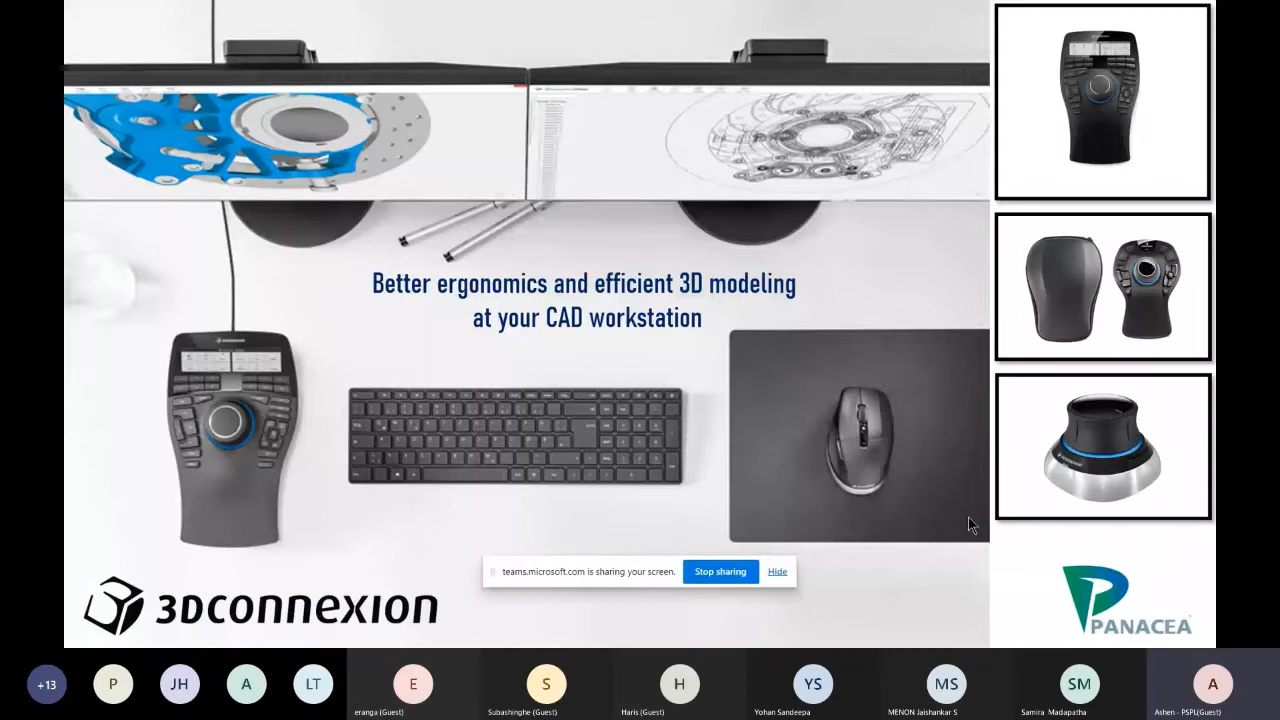 Better ergonomics and efficient 3D modeling
at your CAD workstation
teams.microsoft.com is sharing your screen.
Stop sharing
Hide
3Dconnexion
PANACEA
+13
P
JH
A
LT
E
S
H
YS
MS
SM
A
eranga (Guest)
Subasinghe (Guest)
Haris (Guest)
Yohan Sandeepa
MENON Jaishankar S
Samira Madapatha
Ashen - PSPL(Guest)